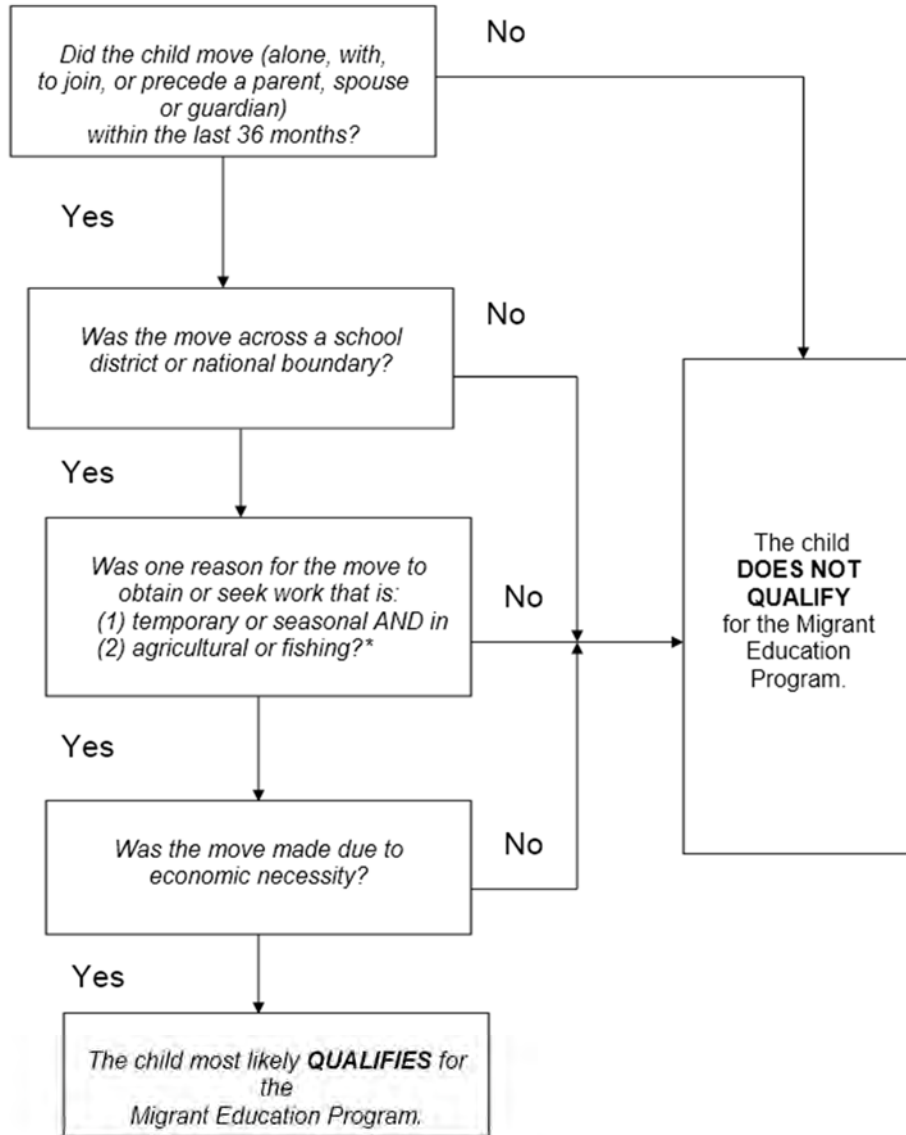 Did the child move (alone, with,
to join, or precede a parent, spouse
or guardian)
within the last 36 months?
No
Yes
Was the move across a school
district or national boundary?
No
Yes
Was one reason for the move to
obtain or seek work that is:
(1) temporary or seasonal AND in
(2) agricultural or fishing?*
No
The child
DOES NOT
QUALIFY
for the Migrant
Education
Program.
Yes
Was the move made due to
economic necessity?
No
Yes
The child most likely QUALIFIES for
the
Migrant Education Program.